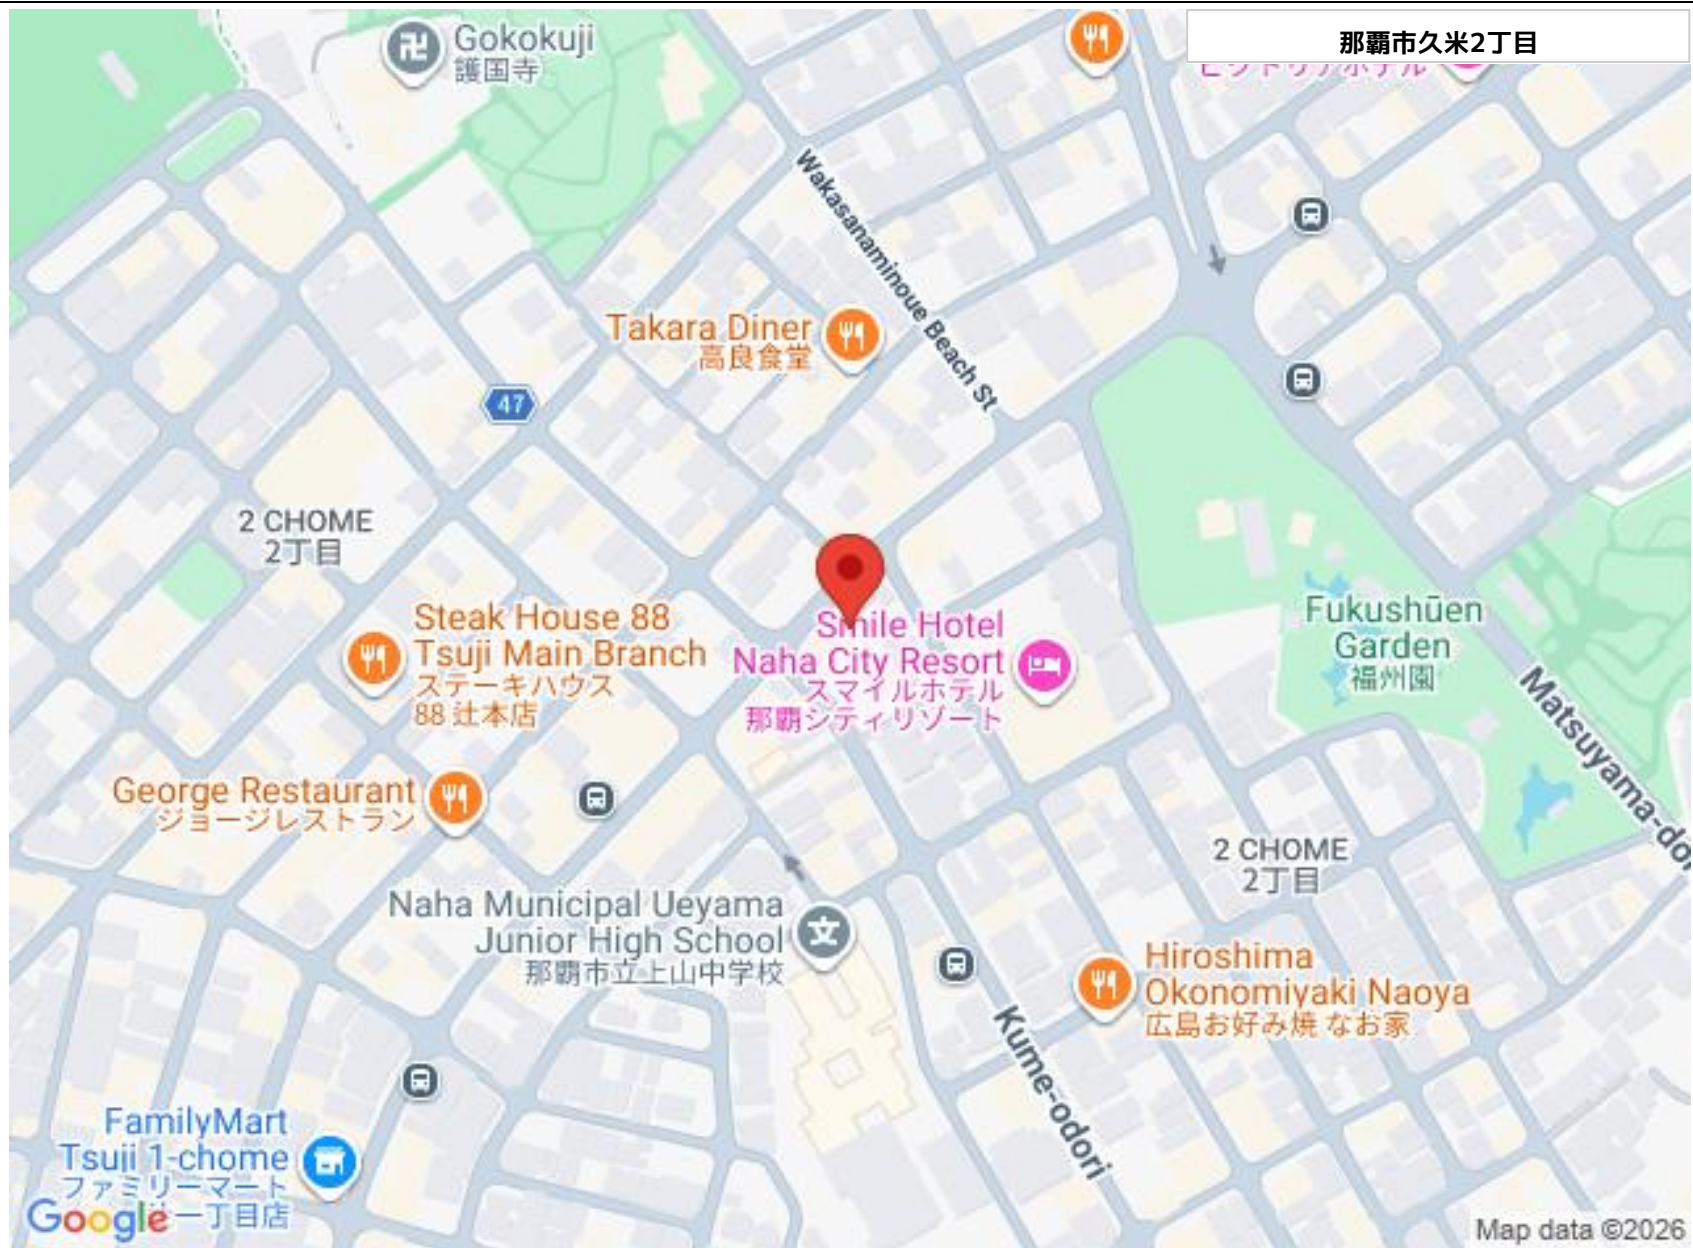 那覇市久米2丁目
Gokokuji
護国寺
Wakasanaminoue Beach St
Takara Diner
高良食堂
47
2 CHOME
2丁目
Steak House 88
Tsuji Main Branch
ステーキハウス
88 辻本店
Smile Hotel
Naha City Resort
スマイルホテル
那覇シティリゾート
Fukushūen
Garden
福州園
Matsuyama-dori
George Restaurant
ジョージレストラン
2 CHOME
2丁目
Naha Municipal Ueyama
Junior High School
文
那覇市立上山中学校
Hiroshima
Okonomiyaki Naoya
広島お好み焼 なお家
Kume-odori
FamilyMart
Tsuji 1-chome
ファミリーマート
一丁目店
Google
Map data ©2026